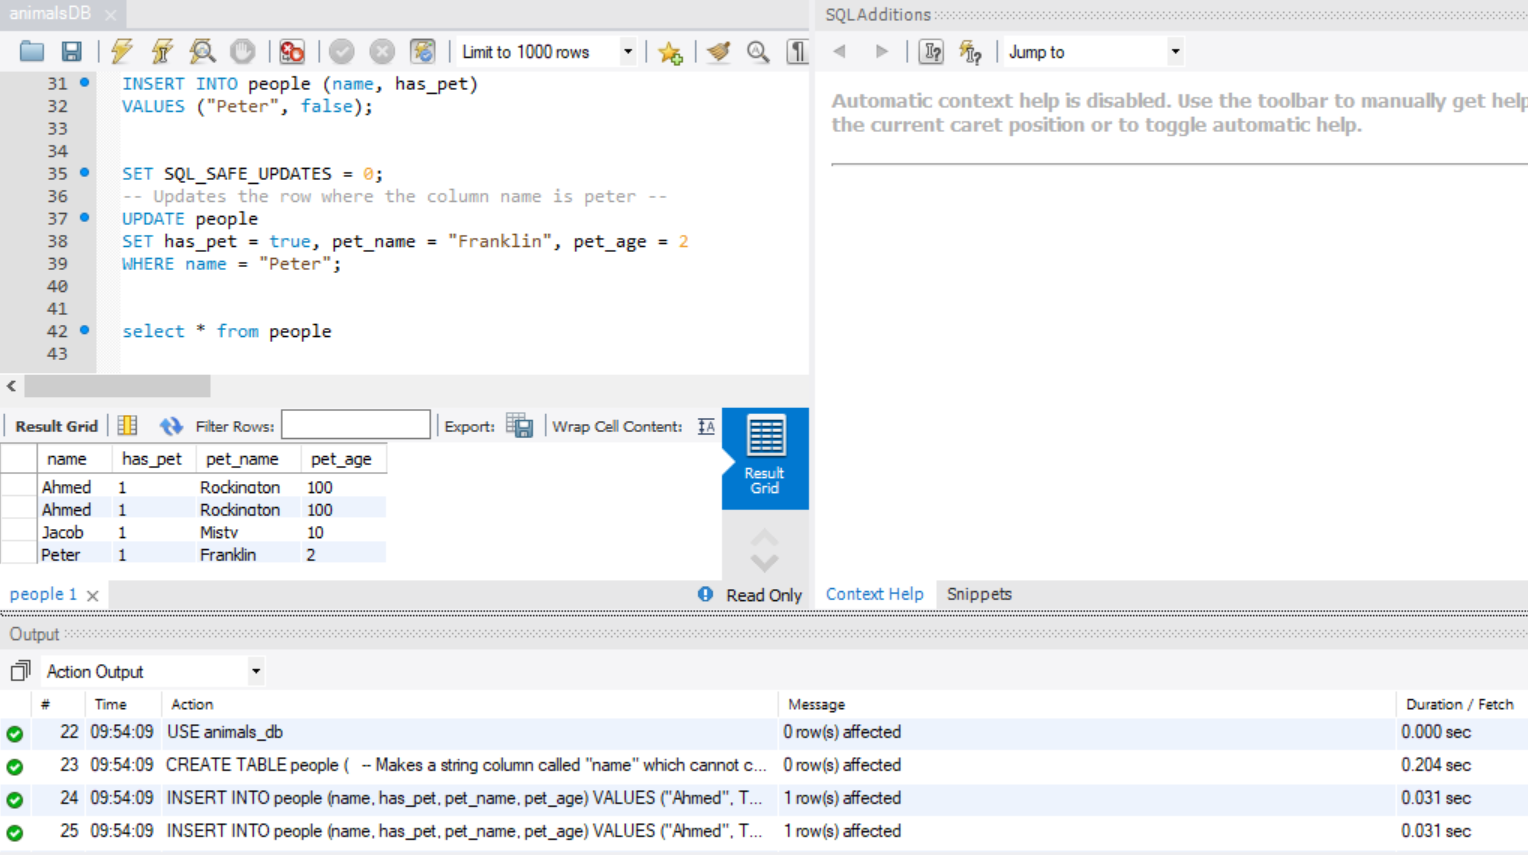 animalsDB
SQLAdditions
Limit to 1000 rows
Jump to
31 INSERT INTO people (name, has_pet)
32 VALUES ("Peter", false);
33
34
35 SET SQL_SAFE_UPDATES = 0;
36 -- Updates the row where the column name is peter --
37 UPDATE people
38 SET has_pet = true, pet_name = "Franklin", pet_age = 2
39 WHERE name = "Peter";
40
41
42 select * from people
43
Automatic context help is disabled. Use the toolbar to manually get help
the current caret position or to toggle automatic help.
Result Grid Filter Rows: Export: Wrap Cell Content:
name has_pet pet_name pet_age
Ahmed 1 Rockington 100
Ahmed 1 Rockington 100
Jacob 1 Misty 10
Peter 1 Franklin 2
Result
Grid
people 1
Read Only
Context Help Snippets
Output
Action Output
# Time Action Message Duration / Fetch
22 09:54:09 USE animals_db 0 row(s) affected 0.000 sec
23 09:54:09 CREATE TABLE people ( -- Makes a string column called "name" which cannot c... 0 row(s) affected 0.204 sec
24 09:54:09 INSERT INTO people (name, has_pet, pet_name, pet_age) VALUES ("Ahmed", T... 1 row(s) affected 0.031 sec
25 09:54:09 INSERT INTO people (name, has_pet, pet_name, pet_age) VALUES ("Ahmed", T... 1 row(s) affected 0.031 sec